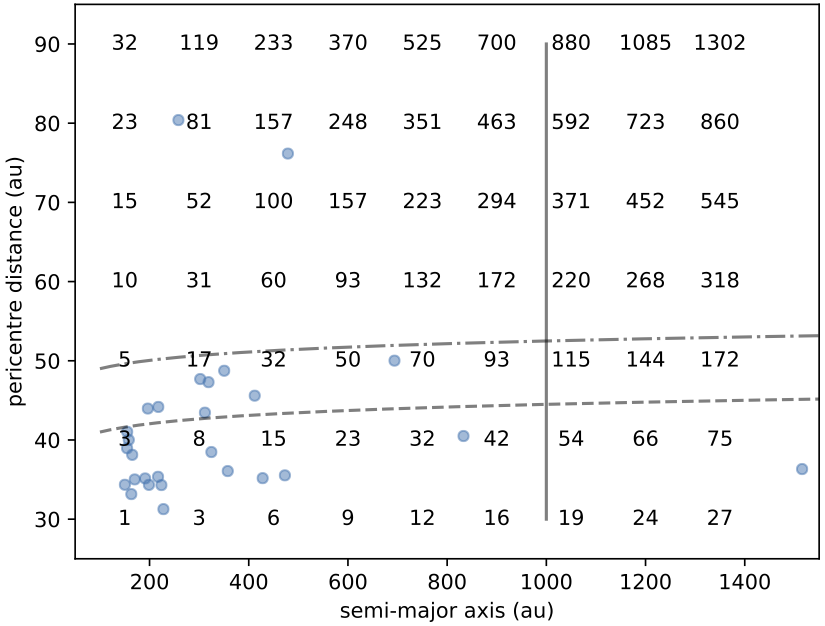 90 32 119 233 370 525 700 880 1085 1302
80 23 81 157 248 351 463 592 723 860
70 15 52 100 157 223 294 371 452 545
60 10 31 60 93 132 172 220 268 318
50 5 17 32 50 70 93 115 144 172
40 3 8 15 23 32 42 54 66 75
30 1 3 6 9 12 16 19 24 27
200 400 600 800 1000 1200 1400
semi-major axis (au)
pericentre distance (au)